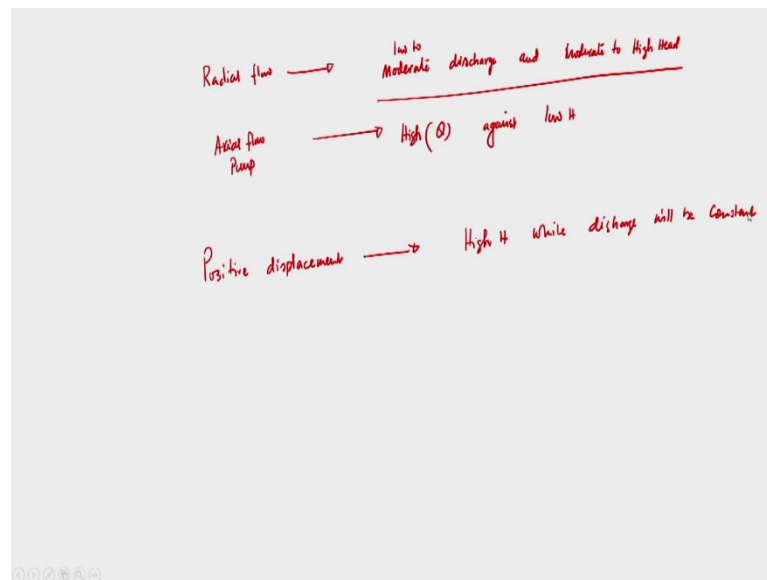 low to
Radial flow → Moderate discharge and moderate to High Head
Axial flow → High (Q) against low H
Pump
Positive displacement → High H while discharge will be constant